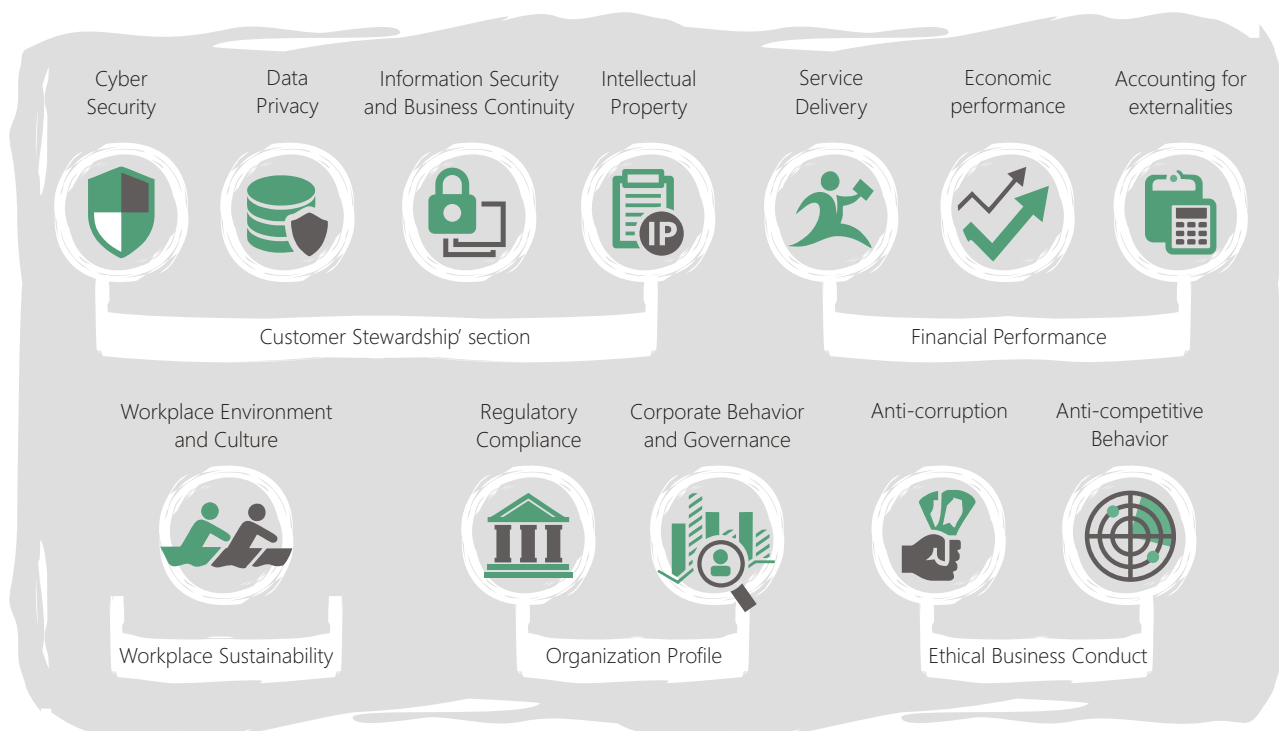 Cyber
Security
Data
Privacy
Information Security
and Business Continuity
Intellectual
Property
Service
Delivery
Economic
performance
Accounting for
externalities
IP
Customer Stewardship’ section
Financial Performance
Workplace Environment
and Culture
Regulatory
Compliance
Corporate Behavior
and Governance
Anti-corruption
Anti-competitive
Behavior
Workplace Sustainability
Organization Profile
Ethical Business Conduct